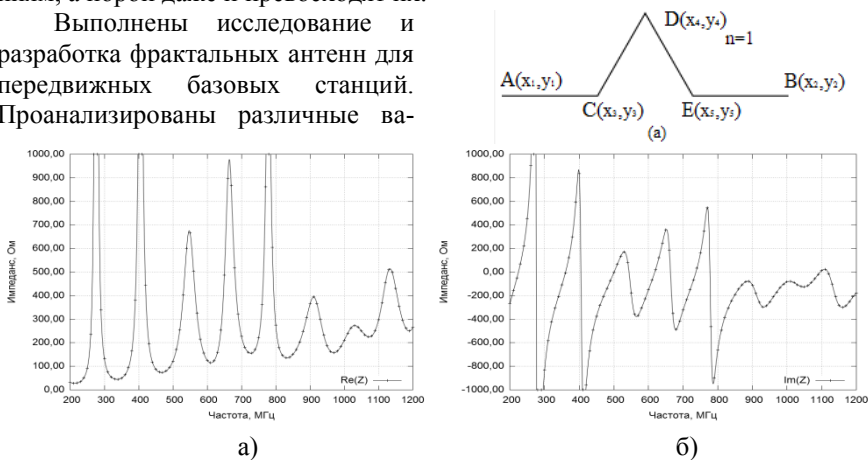 Выполнены исследование и
разработка фрактальных антенн для
передвижных базовых станций.
Проанализированы различные ва-
D(x₄,y₄)
n=1
A(x₁,y₁)
B(x₂,y₂)
C(x₃,y₃)
E(x₅,y₅)
(a)
1000,00
900,00
800,00
700,00
600,00
500,00
400,00
300,00
200,00
100,00
0,00
Импеданс, Ом
Re(Z)
200 300 400 500 600 700 800 900 1000 1100 1200
Частота, МГц
а)
1000,00
800,00
600,00
400,00
200,00
0,00
-200,00
-400,00
-600,00
-800,00
-1000,00
Импеданс, Ом
Im(Z)
200 300 400 500 600 700 800 900 1000 1100 1200
Частота, МГц
б)